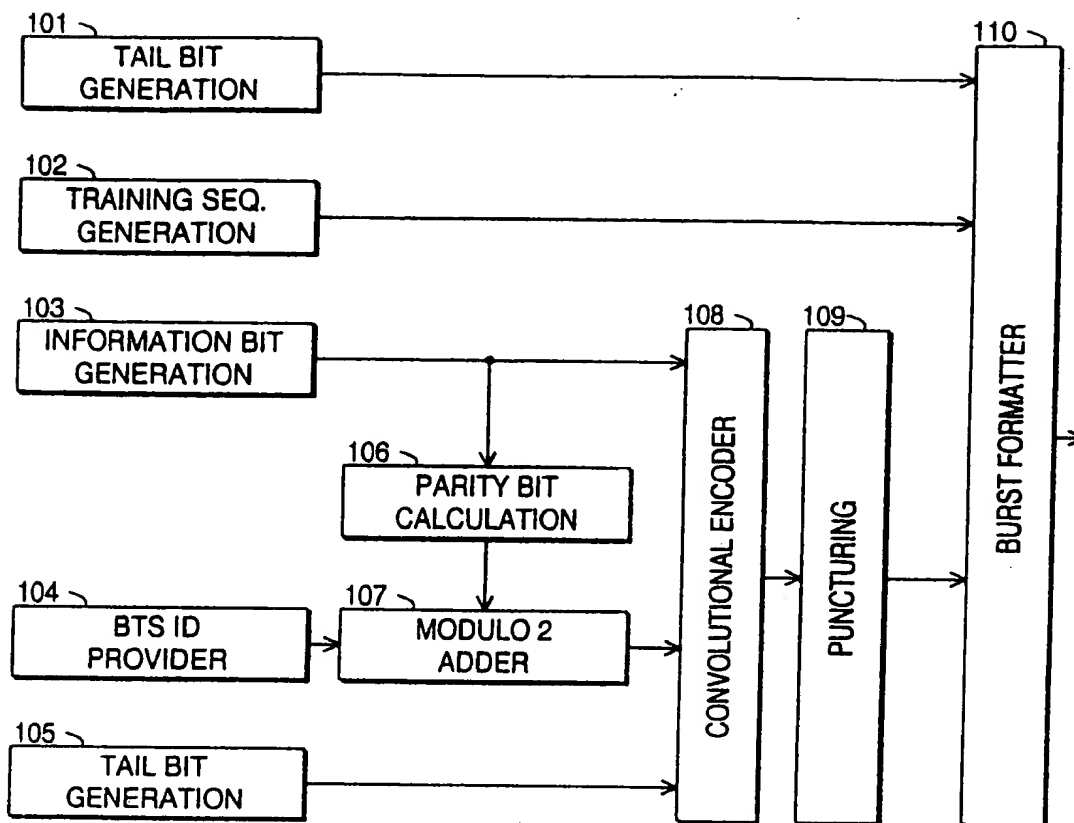 101
TAIL BIT
GENERATION
102
TRAINING SEQ.
GENERATION
103
INFORMATION BIT
GENERATION
106
PARITY BIT
CALCULATION
104
BTS ID
PROVIDER
107
MODULO 2
ADDER
105
TAIL BIT
GENERATION
108
CONVOLUTIONAL ENCODER
109
PUNCTURING
110
BURST FORMATTER